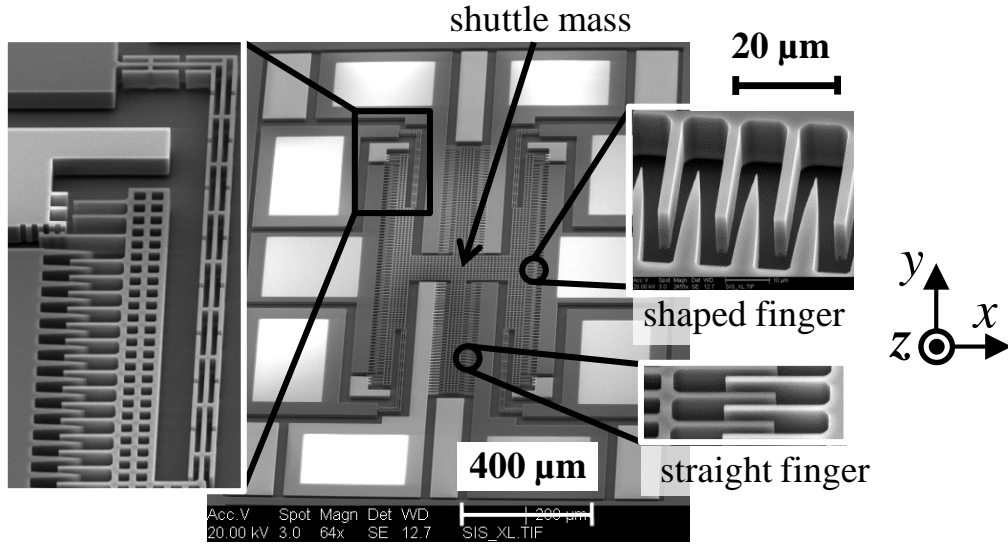 shuttle mass
20 μm
shaped finger
y
x
z
straight finger
400 μm
Acc.V Spot Magn Det WD
20.00 kV 3.0 64x SE 12.7 SIS_XL.TIF
200 μm